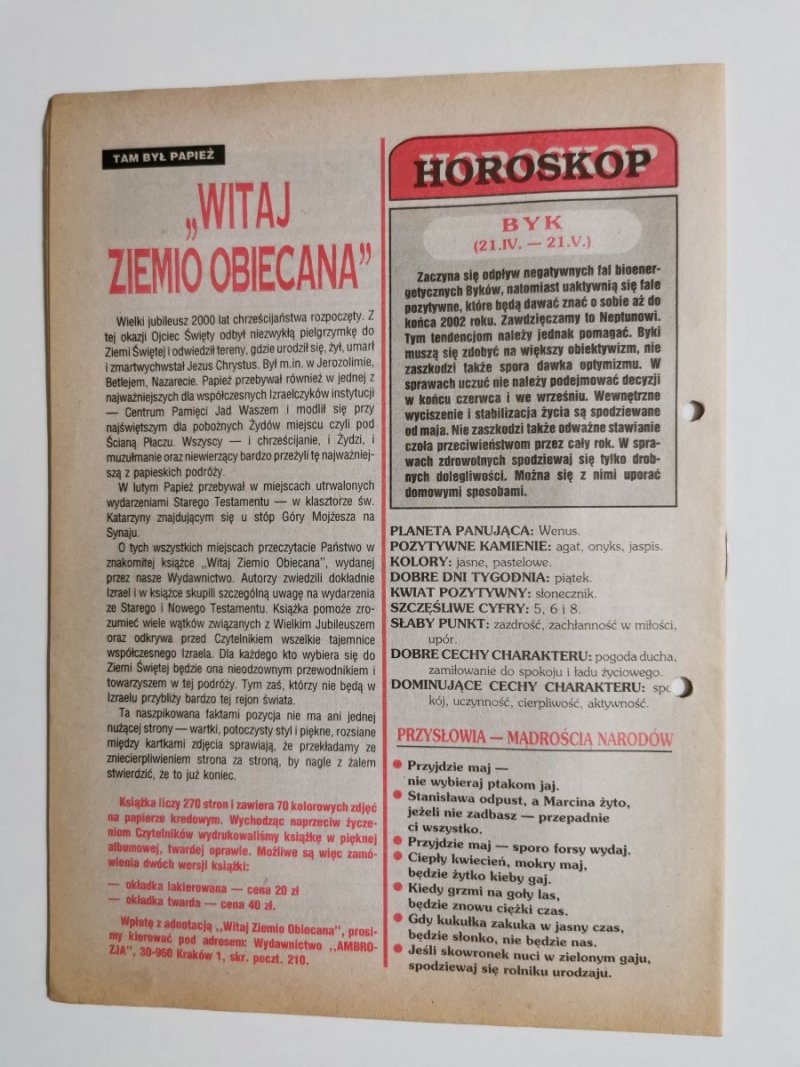 TAM BYŁ PAPIEŻ
„WITAJ
ZIEMIO OBIECANA”
Wielki jubileusz 2000 lat chrześcijaństwa rozpoczęty. Z
tej okazji Ojciec Święty odbył niezwykłą pielgrzymkę do
Ziemi Świętej i odwiedził tereny, gdzie urodził się, żył, umarł
i zmartwychwstał Jezus Chrystus. Był m.in. w Jerozolimie,
Betlejem, Nazarecie. Papież przebywał również w jednej z
najważniejszych dla współczesnych Izraelczyków instytucji
— Centrum Pamięci Jad Waszem i modlił się przy
najświętszym dla pobożnych Żydów miejscu czyli pod
Ścianą Płaczu. Wszyscy — i chrześcijanie, i Żydzi, i
muzułmanie oraz niewierzący bardzo przeżyli tę najważniej-
szą z papieskich podróży.
W lutym Papież przebywał w miejscach utrwalonych
wydarzeniami Starego Testamentu — w klasztorze św.
Katarzyny znajdującym się u stóp Góry Mojżesza na
Synaju.
O tych wszystkich miejscach przeczytacie Państwo w
znakomitej książce „Witaj Ziemio Obiecana”, wydanej
przez nasze Wydawnictwo. Autorzy zwiedzili dokładnie
Izrael i w książce skupili szczególną uwagę na wydarzenia
ze Starego i Nowego Testamentu. Książka pomoże zro-
zumieć wiele wątków związanych z Wielkim Jubileuszem
oraz odkrywa przed Czytelnikiem wszelkie tajemnice
współczesnego Izraela. Dla każdego kto wybiera się do
Ziemi Świętej będzie ona nieodzownym przewodnikiem i
towarzyszem w tej podróży. Tym zaś, którzy nie będą w
Izraelu przybliży bardzo tej rejon świata.
Ta naszpikowana faktami pozycja nie ma ani jednej
nużącej strony — wartki, potoczysty styl i piękne, rozsiane
między kartkami zdjęcia sprawiają, że przekładamy ze
zniecierpliwieniem strona za stroną, by nagle z żalem
stwierdzić, że to już koniec.
Książka liczy 270 stron i zawiera 70 kolorowych zdjęć
na papierze kredowym. Wychodząc naprzeciw życze-
niom Czytelników wydrukowaliśmy książkę w pięknej
albumowej, twardej oprawie. Możliwe są więc zamó-
wienia dwóch wersji książki:
— okładka lakierowana — cena 20 zł
— okładka twarda — cena 40 zł.
Wpłatę z adnotacją „Witaj Ziemio Obiecana”, prosi-
my kierować pod adresem: Wydawnictwo „AMBRO-
ZJA”, 30-960 Kraków 1, skr. poczt. 210.
HOROSKOP
BYK
(21.IV. — 21.V.)
Zaczyna się odpływ negatywnych fal bioener-
getycznych Byków, natomiast uaktywnią się fale
pozytywne, które będą dawać znać o sobie aż do
końca 2002 roku. Zawdzięczamy to Neptunowi.
Tym tendencjom należy jednak pomagać. Byki
muszą się zdobyć na większy obiektywizm, nie
zaszkodzi także spora dawka optymizmu. W
sprawach uczuć nie należy podejmować decyzji
w końcu czerwca i we wrześniu. Wewnętrzne
wyciszenie i stabilizacja życia są spodziewane
od maja. Nie zaszkodzi także odważne stawianie
czoła przeciwieństwom przez cały rok. W spra-
wach zdrowotnych spodziewaj się tylko drob-
nych dolegliwości. Można się z nimi uporać
domowymi sposobami.
PLANETA PANUJĄCA: Wenus.
POZYTYWNE KAMIENIE: agat, onyks, jaspis.
KOLORY: jasne, pastelowe.
DOBRE DNI TYGODNIA: piątek.
KWIAT POZYTYWNY: słonecznik.
SZCZĘŚLIWE CYFRY: 5, 6 i 8.
SŁABY PUNKT: zazdrość, zachłanność w miłości,
upór.
DOBRE CECHY CHARAKTERU: pogoda ducha,
zamiłowanie do spokoju i ładu życiowego.
DOMINUJĄCE CECHY CHARAKTERU: spo
kój, uczynność, cierpliwość, aktywność.
PRZYSŁOWIA — MĄDROŚCIĄ NARODÓW
● Przyjdzie maj —
nie wybieraj ptakom jaj.
● Stanisława odpust, a Marcina żyto,
jeżeli nie zadbasz — przepadnie
ci wszystko.
● Przyjdzie maj — sporo forsy wydaj.
● Ciepły kwiecień, mokry maj,
będzie żytko kieby gaj.
● Kiedy grzmi na goły las,
będzie znowu ciężki czas.
● Gdy kukułka zakuka w jasny czas,
będzie słonko, nie będzie nas.
● Jeśli skowronek nuci w zielonym gaju,
spodziewaj się rolniku urodzaju.